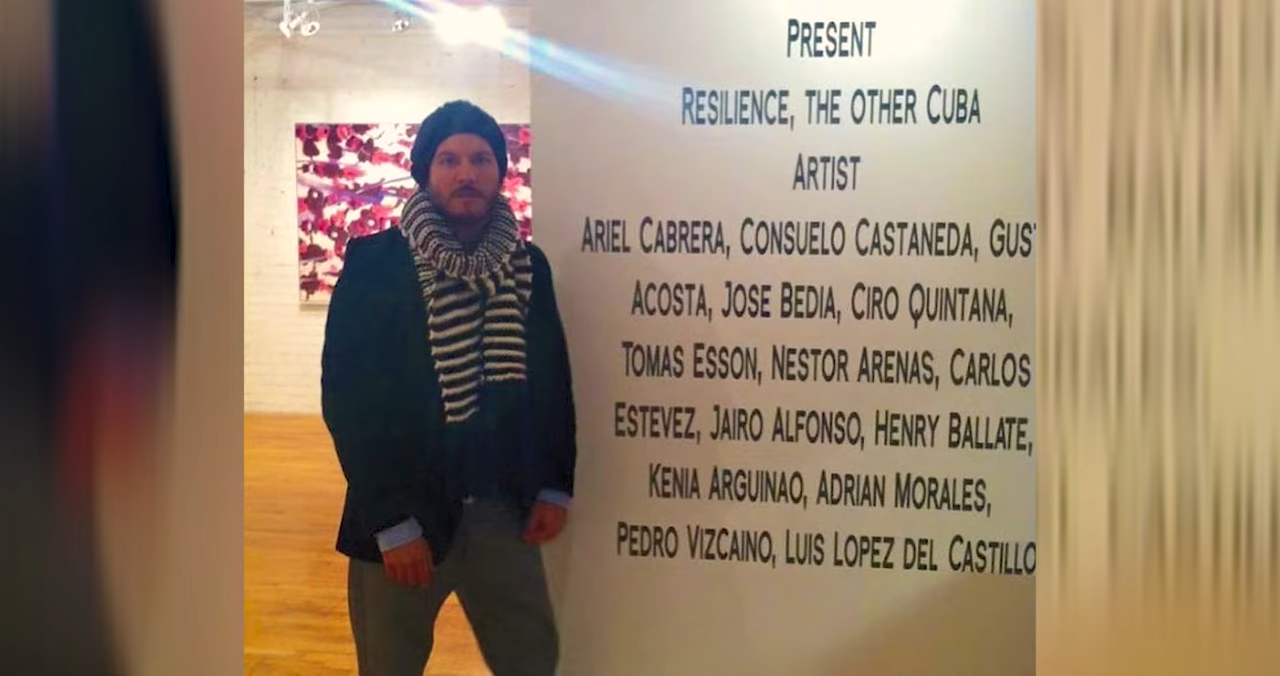 PRESENT
RESILIENCE, THE OTHER CUBA
ARTIST
ARIEL CABRERA, CONSUELO CASTANEDA, GUS
ACOSTA, JOSE BEDIA, CIRO QUINTANA,
TOMAS ESSON, NESTOR ARENAS, CARLOS
ESTEVEZ, JAIRO ALFONSO, HENRY BALLATE,
KENIA ARGUINAO, ADRIAN MORALES,
PEDRO VIZCAINO, LUIS LOPEZ DEL CASTILLO